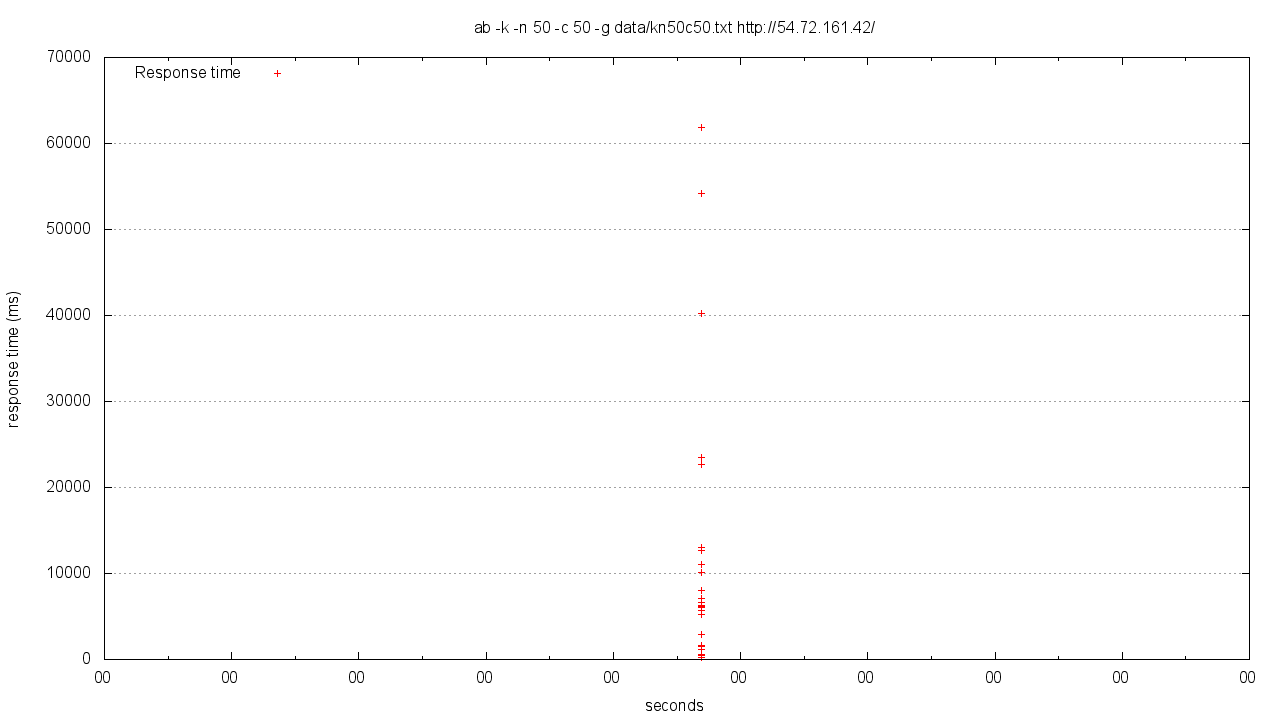 ab -k -n 50 -c 50 -g data/kn50c50.txt http://54.72.161.42/
70000
Response time
60000
50000
40000
30000
20000
10000
0
response time (ms)
00 00 00 00 00 00 00 00 00 00
seconds